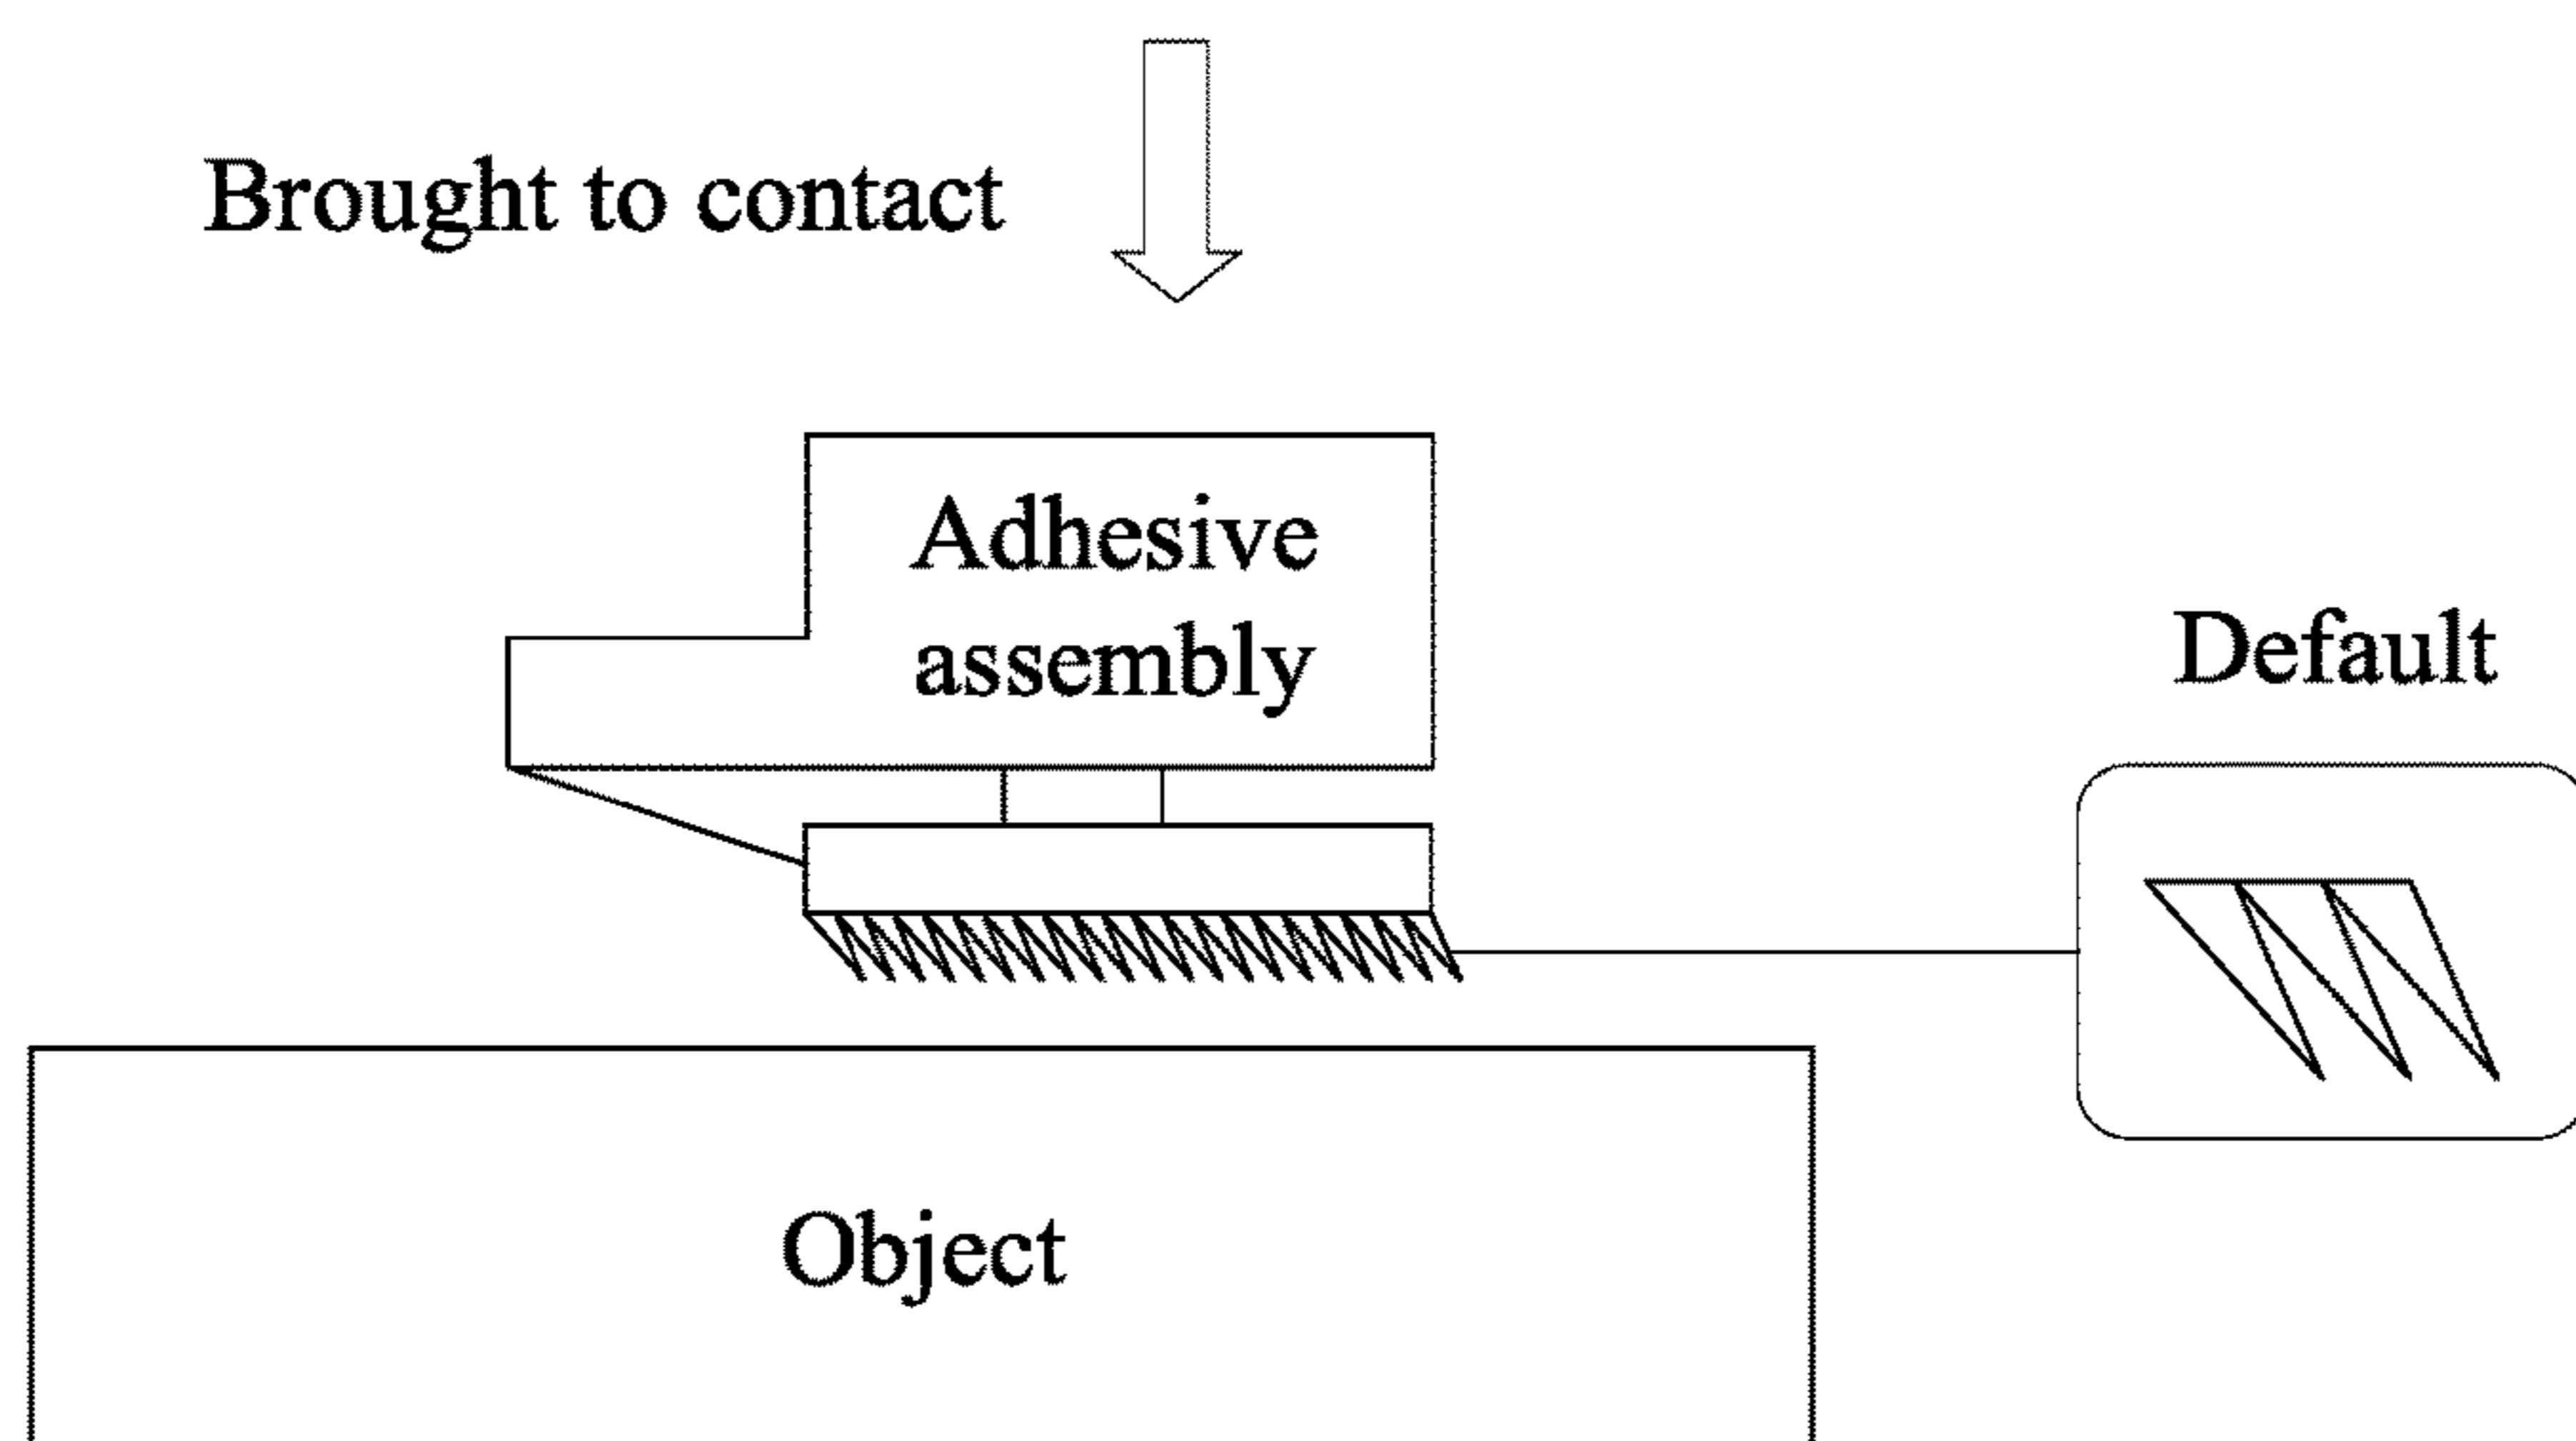 Brought to contact
Adhesive
assembly
Default
Object